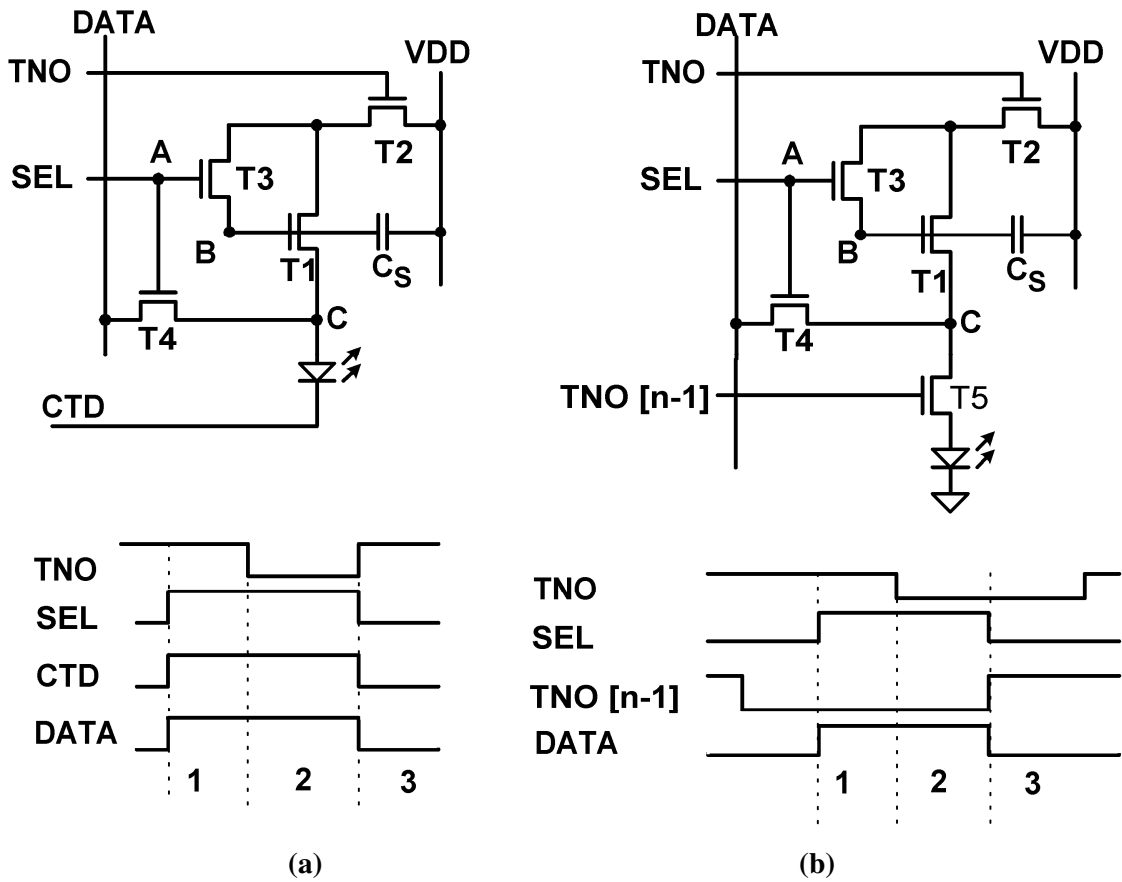 DATA
TNO
VDD
A
T2
SEL
T3
B
T1
CS
T4
C
CTD
TNO
SEL
CTD
DATA
1 2 3
(a)
DATA
TNO
VDD
A
T2
SEL
T3
B
T1
CS
T4
C
TNO [n-1]
T5
TNO
SEL
TNO [n-1]
DATA
1 2 3
(b)